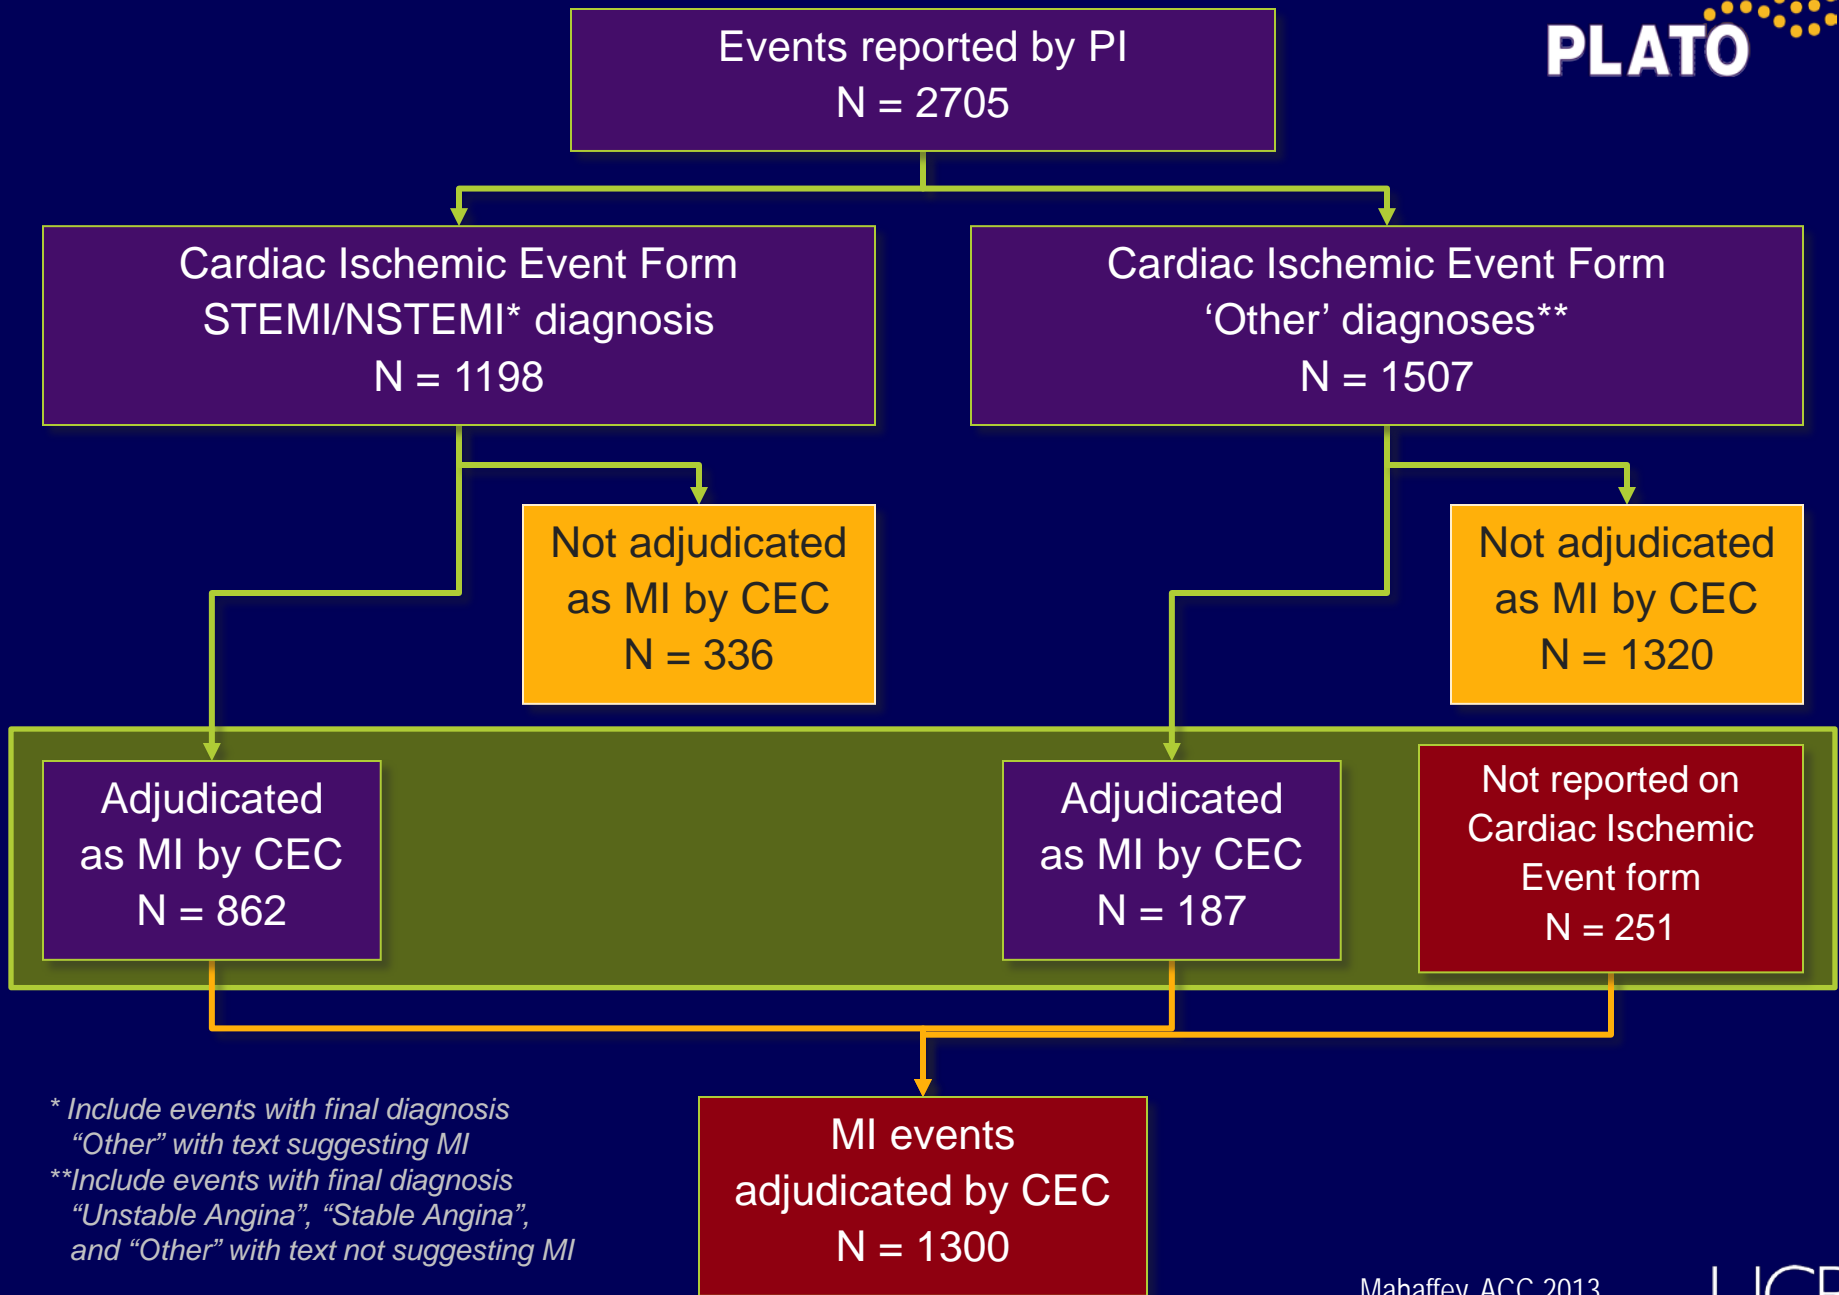 Events reported by PI
N = 2705
PLATO
Cardiac Ischemic Event Form
STEMI/NSTEMI* diagnosis
N = 1198
Cardiac Ischemic Event Form
‘Other’ diagnoses**
N = 1507
Not adjudicated
as MI by CEC
N = 336
Not adjudicated
as MI by CEC
N = 1320
Adjudicated
as MI by CEC
N = 862
Adjudicated
as MI by CEC
N = 187
Not reported on
Cardiac Ischemic
Event form
N = 251
* Include events with final diagnosis
“Other” with text suggesting MI
**Include events with final diagnosis
“Unstable Angina”, “Stable Angina”,
and “Other” with text not suggesting MI
MI events
adjudicated by CEC
N = 1300
Mahaffey ACC 2013